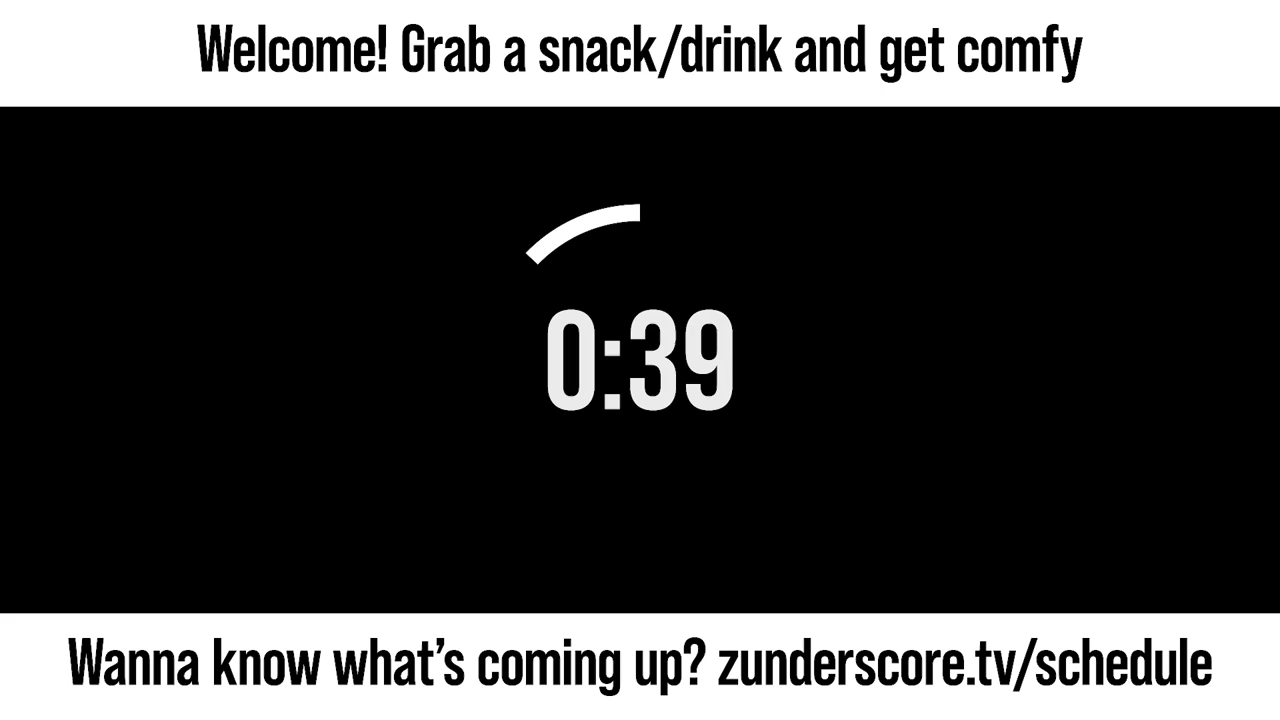 Welcome! Grab a snack/drink and get comfy
0:39
Wanna know what's coming up? zunderscore.tv/schedule